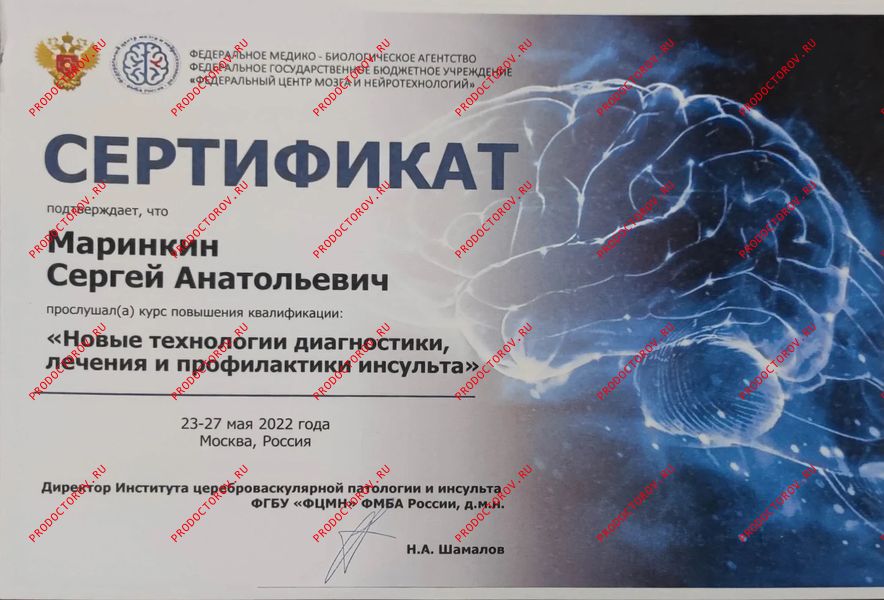 ФЕДЕРАЛЬНОЕ МЕДИКО - БИОЛОГИЧЕСКОЕ АГЕНТСТВО
ФЕДЕРАЛЬНОЕ ГОСУДАРСТВЕННОЕ БЮДЖЕТНОЕ УЧРЕЖДЕНИЕ
«ФЕДЕРАЛЬНЫЙ ЦЕНТР МОЗГА И НЕЙРОТЕХНОЛОГИЙ»
СЕРТИФИКАТ
подтверждает, что
Маринкин
Сергей Анатольевич
прослушал(а) курс повышения квалификации:
«Новые технологии диагностики,
лечения и профилактики инсульта»
23-27 мая 2022 года
Москва, Россия
Директор Института цереброваскулярной патологии и инсульта
ФГБУ «ФЦМН» ФМБА России, д.м.н.
Н.А. Шамалов
PRODOCTOROV.RU